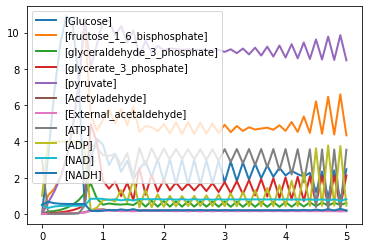 10
8
6
4
2
0
[Glucose]
[fructose_1_6_bisphosphate]
[glyceraldehyde_3_phosphate]
[glycerate_3_phosphate]
[pyruvate]
[Acetyladehyde]
[External_acetaldehyde]
[ATP]
[ADP]
[NAD]
[NADH]
0 1 2 3 4 5